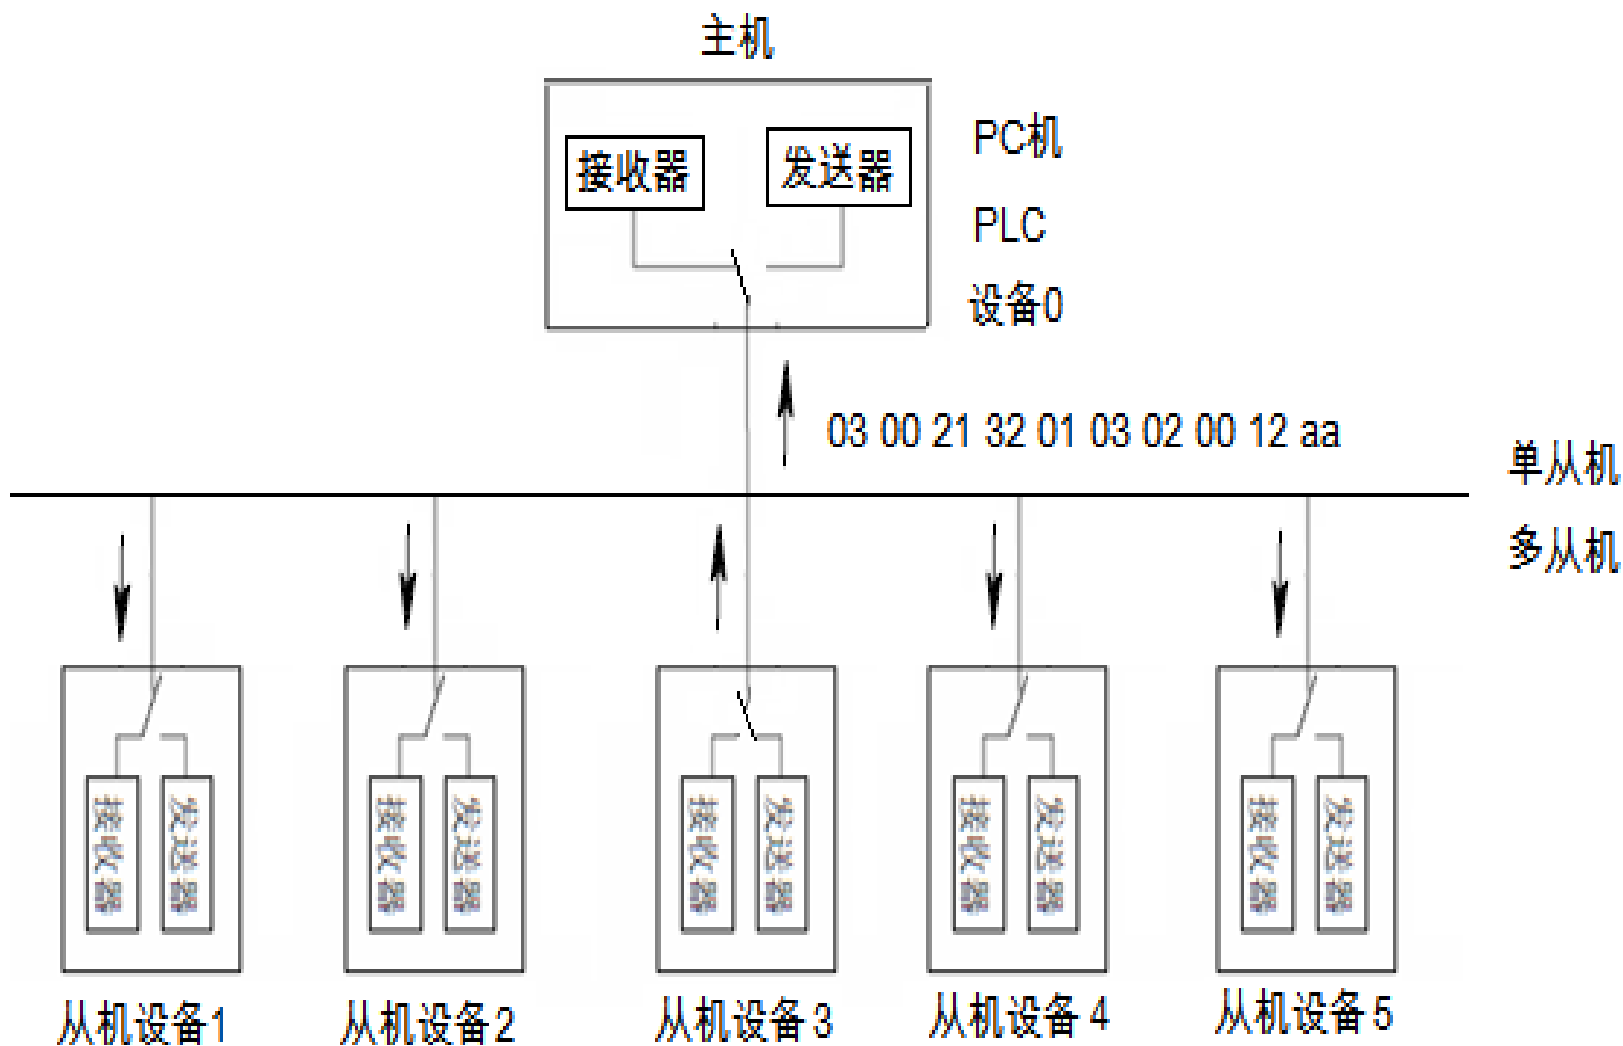 主机
接收器
发送器
PC机
PLC
设备0
03 00 21 32 01 03 02 00 12 aa
单从机
多从机
接收器
发送器
接收器
发送器
接收器
发送器
接收器
发送器
接收器
发送器
从机设备1
从机设备2
从机设备3
从机设备4
从机设备5